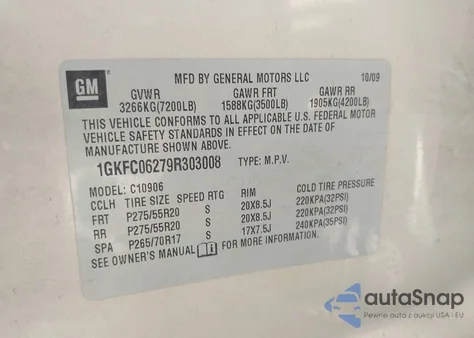 GM
MFD BY GENERAL MOTORS LLC 10/09
GVWR GAWR FRT GAWR RR
3266KG(7200LB) 1588KG(3500LB) 1905KG(4200LB)
THIS VEHICLE CONFORMS TO ALL APPLICABLE U.S. FEDERAL MOTOR
VEHICLE SAFETY STANDARDS IN EFFECT ON THE DATE OF
MANUFACTURE SHOWN ABOVE.
1GKFC06279R303008 TYPE: M.P.V.
MODEL: C10906
CCLH TIRE SIZE SPEED RTG RIM COLD TIRE PRESSURE
FRT P275/55R20 S 20X8.5J 220KPA(32PSI)
RR P275/55R20 S 20X8.5J 220KPA(32PSI)
SPA P265/70R17 S 17X7.5J 240KPA(35PSI)
SEE OWNER'S MANUAL FOR MORE INFORMATION.
autoSnap
Pewne auta z aukcji USA i EU